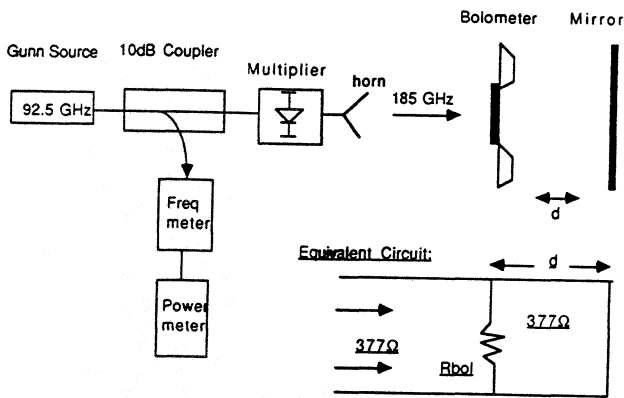 Bolometer
Mirror
Gunn Source
10dB Coupler
Multiplier
horn
92.5 GHz
185 GHz
Freq
meter
d
Equivalent Circuit:
d
Power
meter
377Ω
377Ω
Rbol